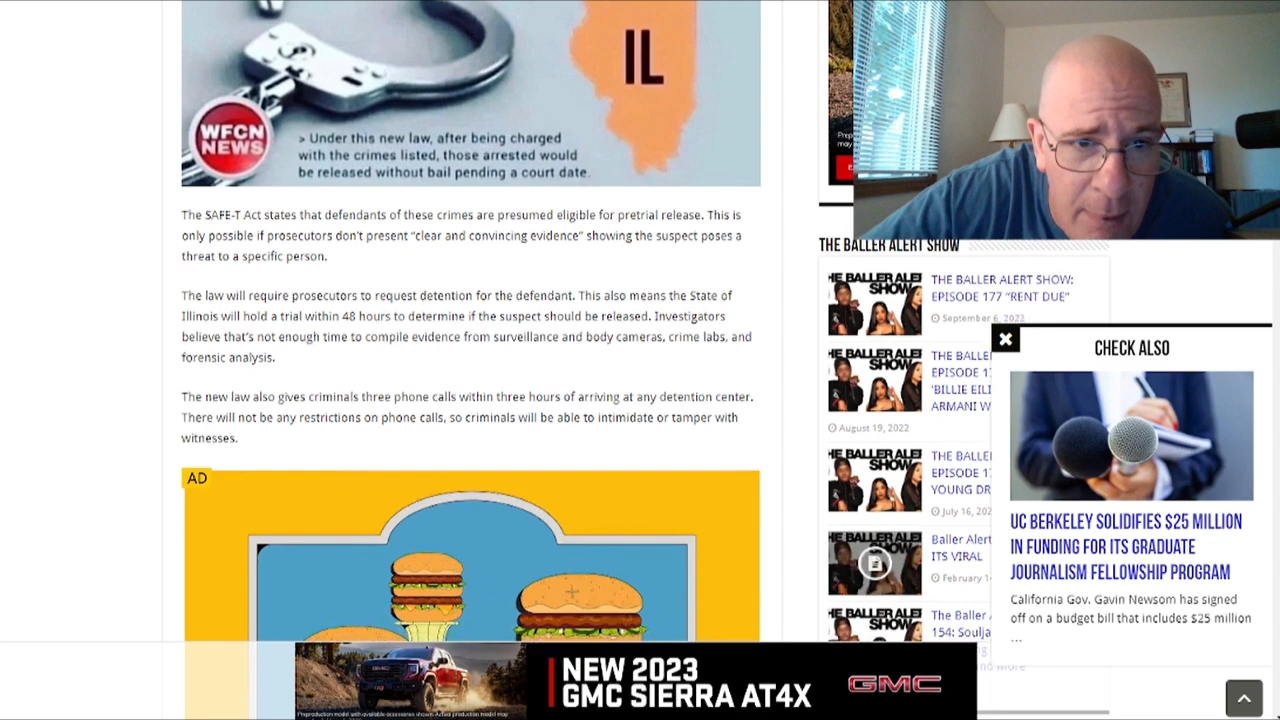 IL
WFCN
NEWS
> Under this new law, after being charged
with the crimes listed, those arrested would
be released without bail pending a court date.
The SAFE-T Act states that defendants of these crimes are presumed eligible for pretrial release. This is
only possible if prosecutors don't present “clear and convincing evidence” showing the suspect poses a
threat to a specific person.
The law will require prosecutors to request detention for the defendant. This also means the State of
Illinois will hold a trial within 48 hours to determine if the suspect should be released. Investigators
believe that's not enough time to compile evidence from surveillance and body cameras, crime labs, and
forensic analysis.
The new law also gives criminals three phone calls within three hours of arriving at any detention center.
There will not be any restrictions on phone calls, so criminals will be able to intimidate or tamper with
witnesses.
AD
THE BALLER ALERT SHOW
THE BALLER ALERT SHOW:
EPISODE 177 “RENT DUE”
September 6, 2022
THE BALLE
EPISODE 17
'BILLIE EILI
ARMANI W
August 19, 2022
THE BALLE
EPISODE 17
YOUNG DR
July 16, 202
Baller Alert
ITS VIRAL
February 1
The Baller A
154: Soulja
nd More
CHECK ALSO
UC BERKELEY SOLIDIFIES $25 MILLION
IN FUNDING FOR ITS GRADUATE
JOURNALISM FELLOWSHIP PROGRAM
California Gov. Gavin Newsom has signed
off on a budget bill that includes $25 million
...
NEW 2023
GMC SIERRA AT4X
GMC
Preproduction model with available accessories shown. Actual production model may